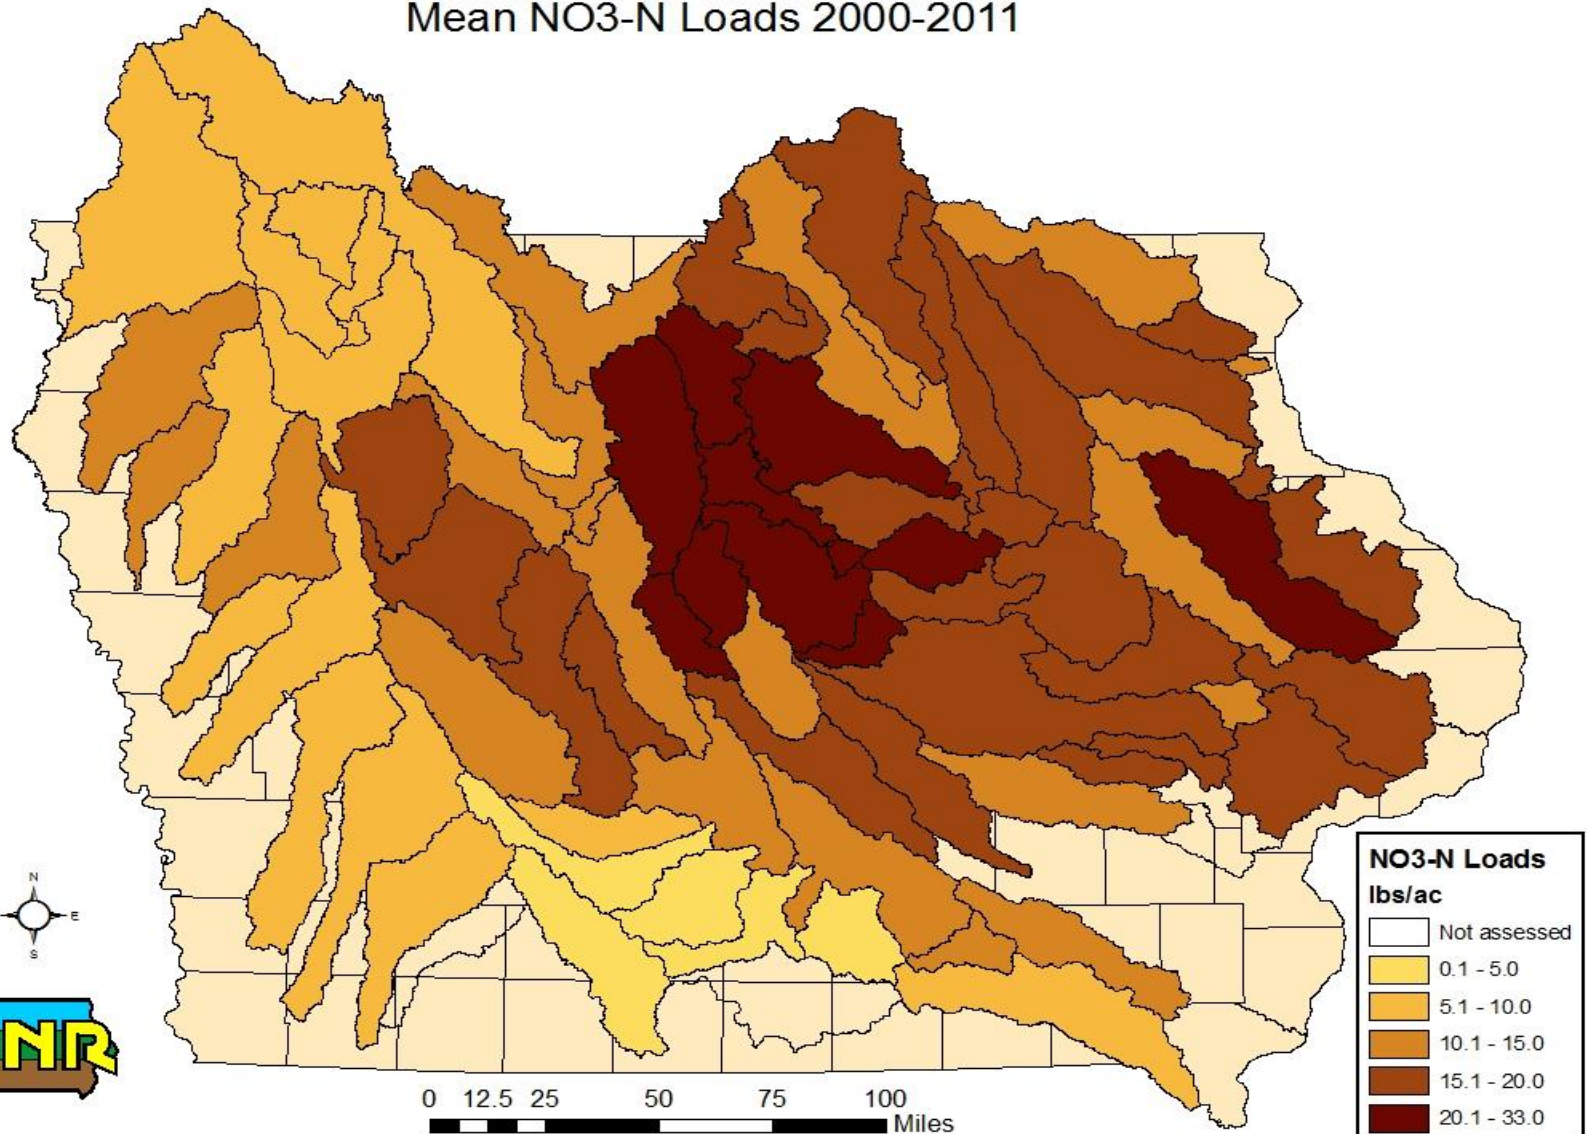 Mean NO3-N Loads 2000-2011
N
E
S
NR
0 12.5 25 50 75 100
Miles
NO3-N Loads
lbs/ac
Not assessed
0.1 - 5.0
5.1 - 10.0
10.1 - 15.0
15.1 - 20.0
20.1 - 33.0